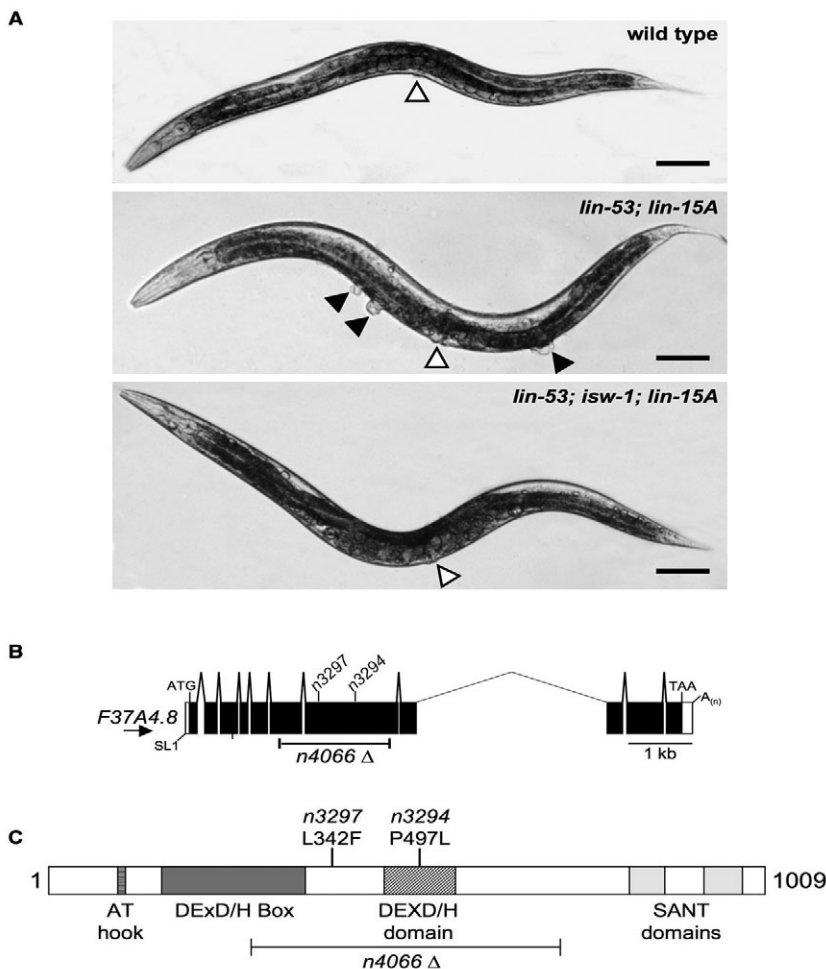 A
wild type
lin-53; lin-15A
lin-53; isw-1; lin-15A
B
ATG
n3297
n3294
TAA
A(n)
F37A4.8
SL1
n4066 Δ
1 kb
C
n3297
n3294
L342F
P497L
1
1009
AT
hook
DExD/H Box
DEXD/H
domain
SANT
domains
n4066 Δ